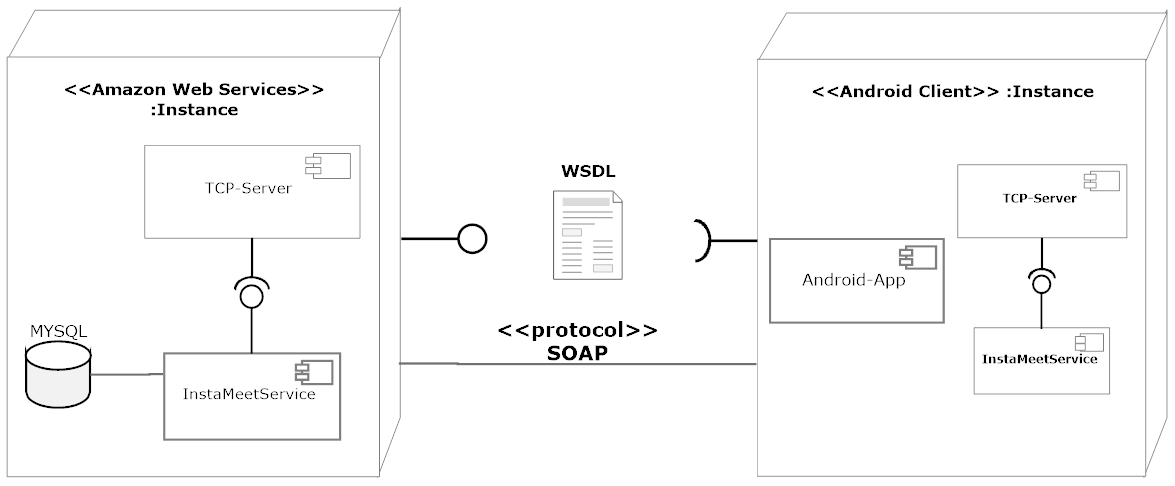 <<Amazon Web Services>>
:Instance
TCP-Server
MYSQL
InstaMeetService
WSDL
<<protocol>>
SOAP
<<Android Client>> :Instance
TCP-Server
Android-App
InstaMeetService